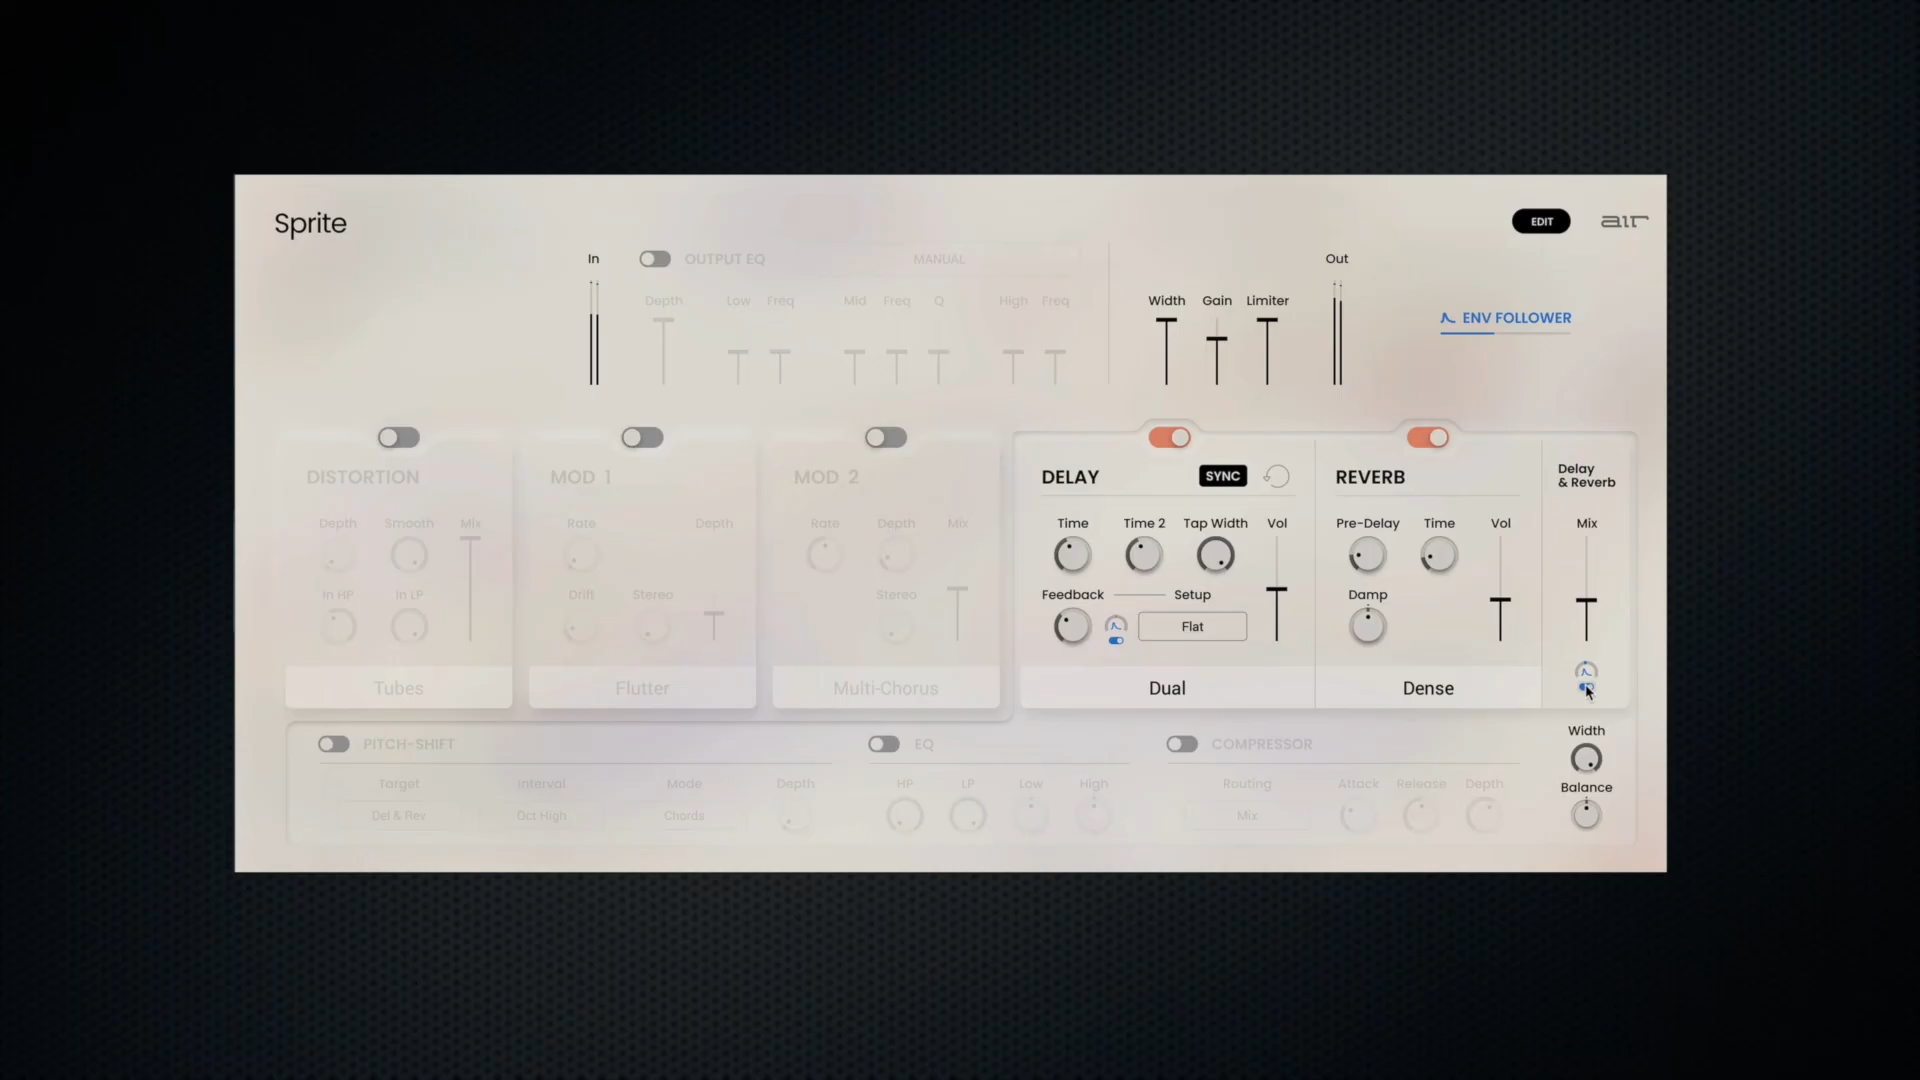 Sprite
EDIT
air
In
OUTPUT EQ
MANUAL
Out
Depth
Low
Freq
Mid
Freq
Q
High
Freq
Width
Gain
Limiter
ENV FOLLOWER
DISTORTION
Depth
Smooth
Mix
In HP
In LP
Tubes
MOD 1
Rate
Depth
Drift
Stereo
Flutter
MOD 2
Rate
Depth
Mix
Stereo
Multi-Chorus
DELAY
SYNC
Time
Time 2
Tap Width
Vol
Feedback
Setup
Flat
Dual
REVERB
Pre-Delay
Time
Vol
Damp
Dense
Delay
& Reverb
Mix
PITCH-SHIFT
Target
Interval
Mode
Depth
Del & Rev
Oct High
Chords
EQ
HP
LP
Low
High
COMPRESSOR
Routing
Attack
Release
Depth
Mix
Width
Balance